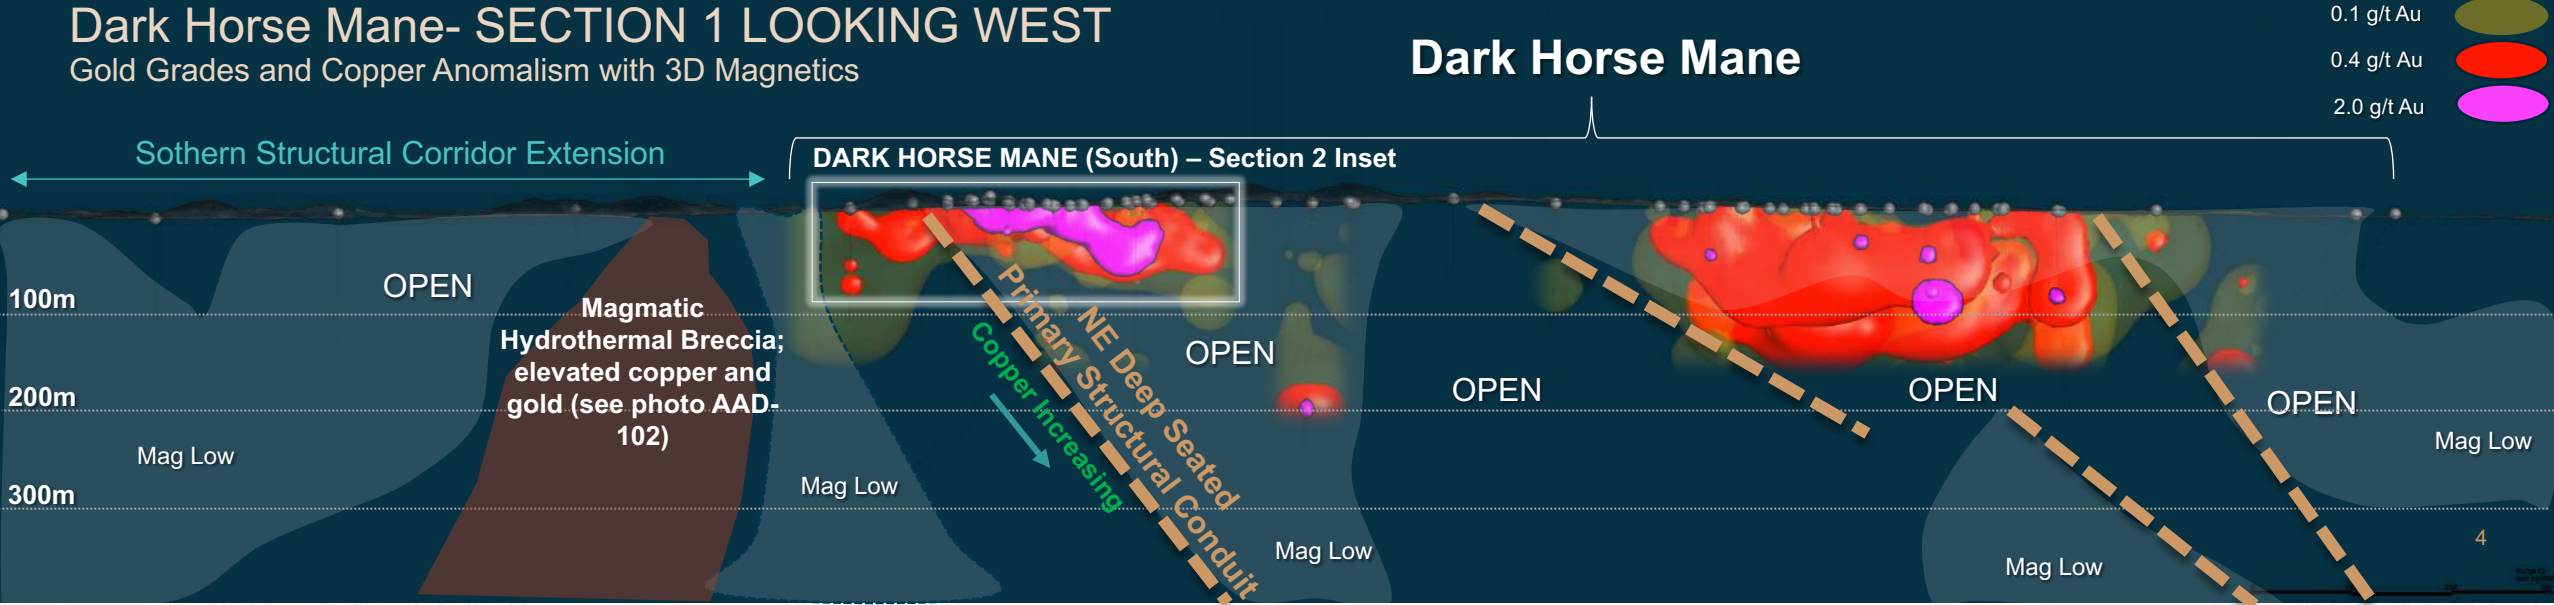 Dark Horse Mane- SECTION 1 LOOKING WEST
Gold Grades and Copper Anomalism with 3D Magnetics
Dark Horse Mane
0.1 g/t Au
0.4 g/t Au
2.0 g/t Au
Sothern Structural Corridor Extension
DARK HORSE MANE (South) – Section 2 Inset
OPEN
100m
Magmatic
Hydrothermal Breccia;
elevated copper and
gold (see photo AAD-
102)
200m
Mag Low
300m
Mag Low
Copper Increasing
Primary Structural Conduit
NE Deep Seated
OPEN
Mag Low
OPEN
OPEN
OPEN
Mag Low
Mag Low
4